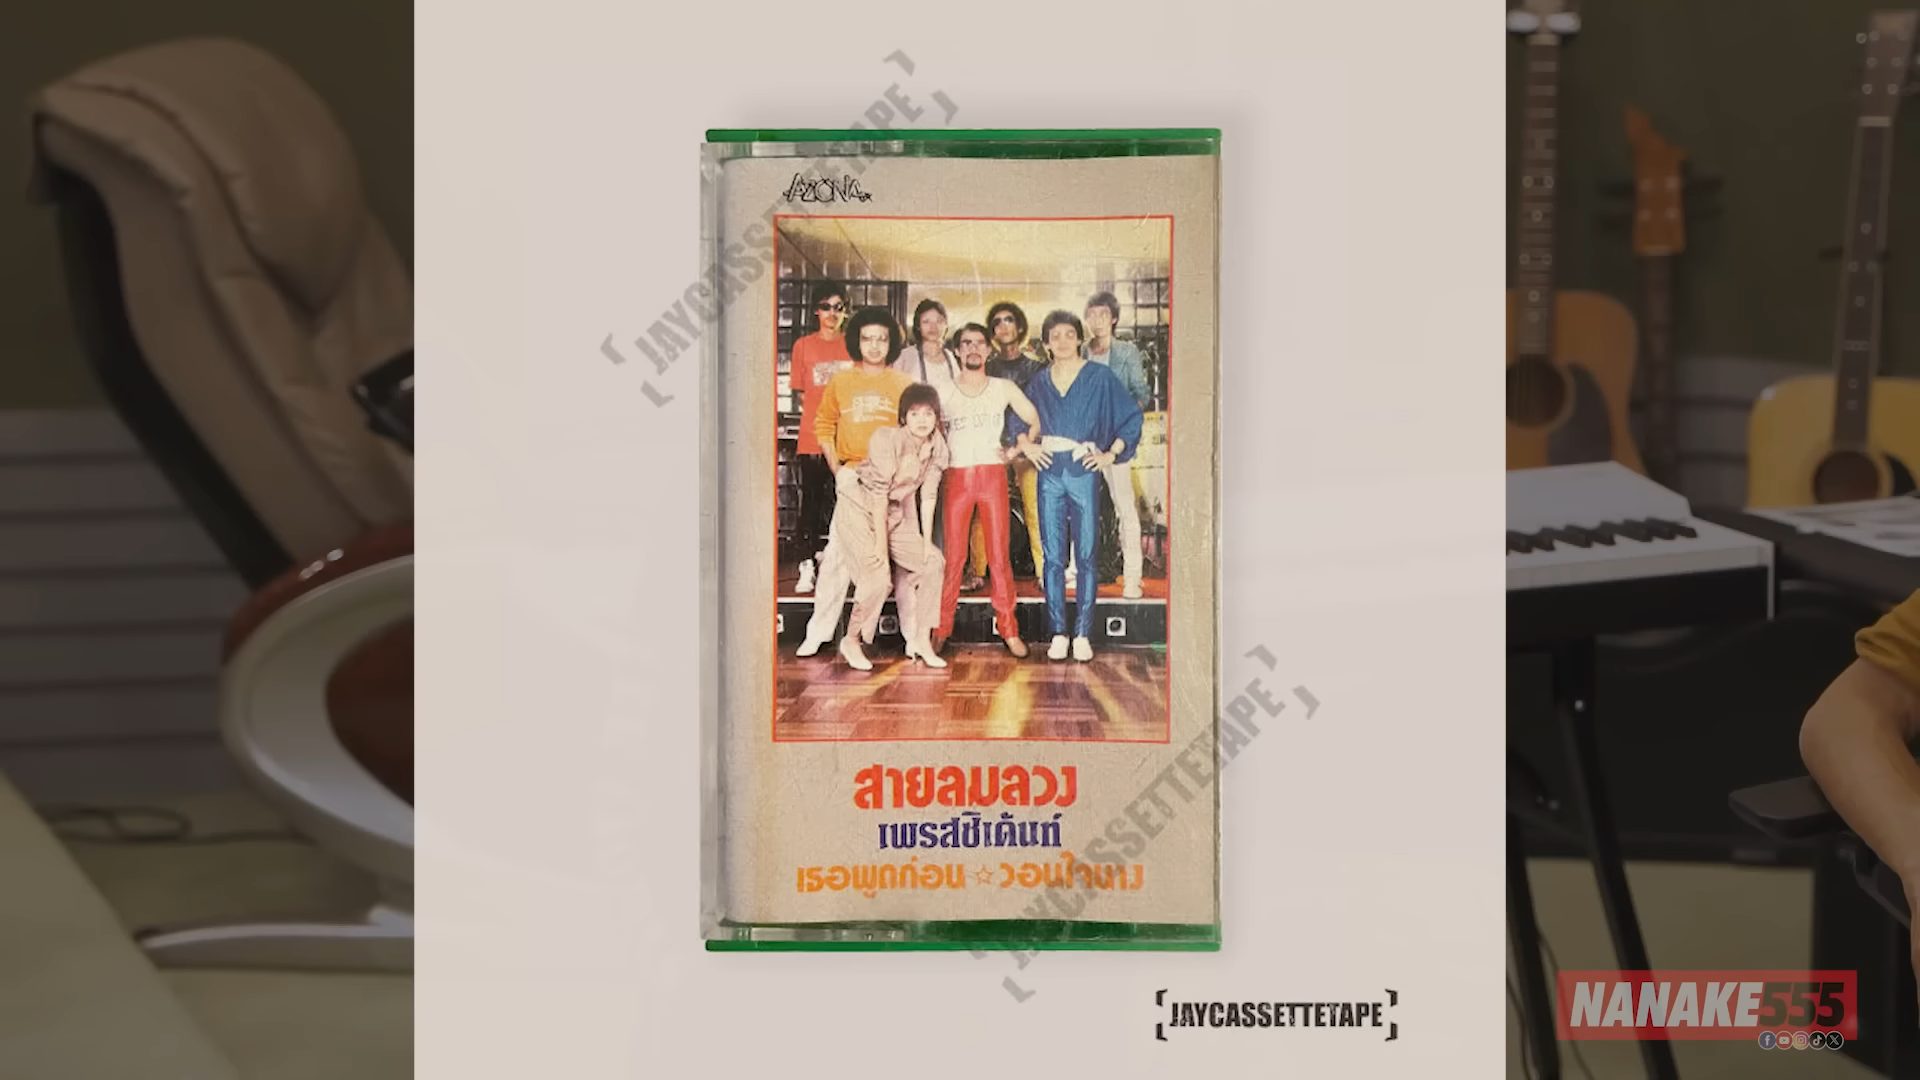 AZONA
สายลมลวง
เพรสซิเด้นท์
เธอพูดก่อน ☆ วอนใจนาง
[JAYCASSETTETAPE]
[JAYCASSETTETAPE]
[JAYCASSETTETAPE]
NANAKE555